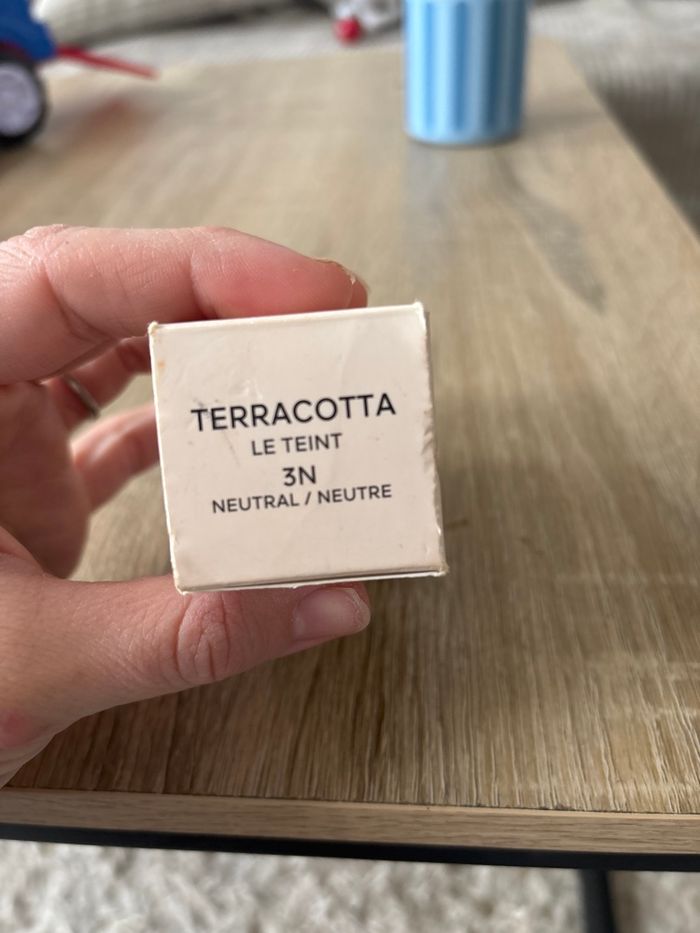 TERRACOTTA
LE TEINT
3N
NEUTRAL / NEUTRE